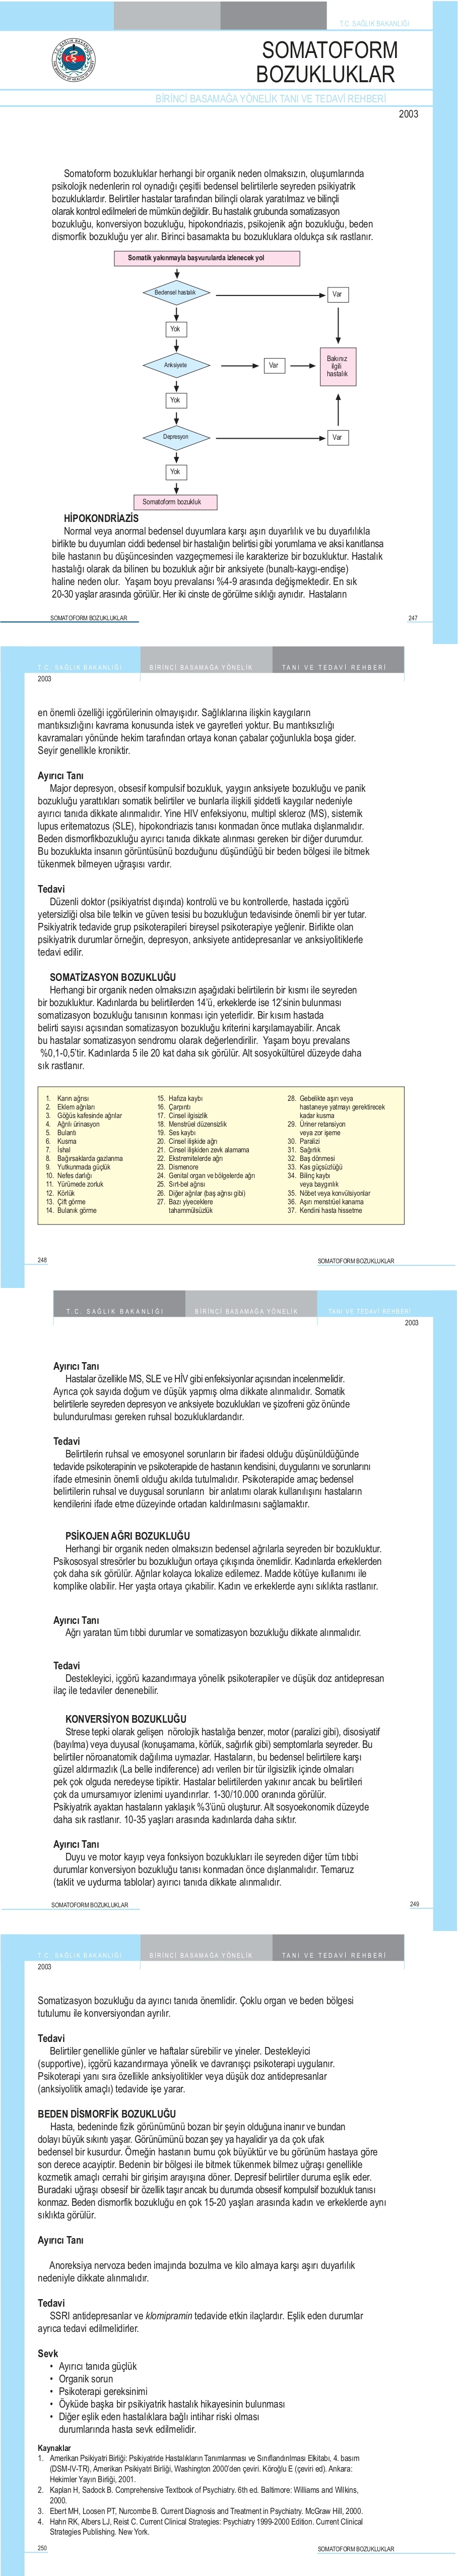 T.C. SAĞLIK BAKANLIĞI
SOMATOFORM
BOZUKLUKLAR
BİRİNCİ BASAMAĞA YÖNELİK TANI VE TEDAVİ REHBERİ
2003
Somatoform bozukluklar herhangi bir organik neden olmaksızın, oluşumlarında
psikolojik nedenlerin rol oynadığı çeşitli bedensel belirtilerle seyreden psikiyatrik
bozukluklardır. Belirtiler hastalar tarafından bilinçli olarak yaratılmaz ve bilinçli
olarak kontrol edilmeleri de mümkün değildir. Bu hastalık grubunda somatizasyon
bozukluğu, konversiyon bozukluğu, hipokondriazis, psikojenik ağrı bozukluğu, beden
dismorfik bozukluğu yer alır. Birinci basamakta bu bozukluklara oldukça sık rastlanır.
Somatik yakınmayla başvurularda izlenecek yol
Bedensel hastalık
Var
Yok
Anksiyete
Var
Bakınız
ilgili
hastalık
Yok
Depresyon
Var
Yok
Somatoform bozukluk
HİPOKONDRİAZİS
Normal veya anormal bedensel duyumlara karşı aşırı duyarlılık ve bu duyarlılıkla
birlikte bu duyumları ciddi bedensel bir hastalığın belirtisi gibi yorumlama ve aksi kanıtlansa
bile hastanın bu düşüncesinden vazgeçmemesi ile karakterize bir bozukluktur. Hastalık
hastalığı olarak da bilinen bu bozukluk ağır bir anksiyete (bunaltı-kaygı-endişe)
haline neden olur. Yaşam boyu prevalansı %4-9 arasında değişmektedir. En sık
20-30 yaşlar arasında görülür. Her iki cinste de görülme sıklığı aynıdır. Hastaların
SOMATOFORM BOZUKLUKLAR
247
T.C. SAĞLIK BAKANLIĞI BİRİNCİ BASAMAĞA YÖNELİK TANI VE TEDAVİ REHBERİ
2003
en önemli özelliği içgörülerinin olmayışıdır. Sağlıklarına ilişkin kaygıların
mantıksızlığını kavrama konusunda istek ve gayretleri yoktur. Bu mantıksızlığı
kavramaları yönünde hekim tarafından ortaya konan çabalar çoğunlukla boşa gider.
Seyir genellikle kroniktir.
Ayırıcı Tanı
Major depresyon, obsesif kompulsif bozukluk, yaygın anksiyete bozukluğu ve panik
bozukluğu yarattıkları somatik belirtiler ve bunlarla ilişkili şiddetli kaygılar nedeniyle
ayırıcı tanıda dikkate alınmalıdır. Yine HIV enfeksiyonu, multipl skleroz (MS), sistemik
lupus eritematozus (SLE), hipokondriazis tanısı konmadan önce mutlaka dışlanmalıdır.
Beden dismorfikbozukluğu ayırıcı tanıda dikkate alınması gereken bir diğer durumdur.
Bu bozuklukta insanın görüntüsünü bozduğunu düşündüğü bir beden bölgesi ile bitmek
tükenmek bilmeyen uğraşısı vardır.
Tedavi
Düzenli doktor (psikiyatrist dışında) kontrolü ve bu kontrollerde, hastada içgörü
yetersizliği olsa bile telkin ve güven tesisi bu bozukluğun tedavisinde önemli bir yer tutar.
Psikiyatrik tedavide grup psikoterapileri bireysel psikoterapiye yeğlenir. Birlikte olan
psikiyatrik durumlar örneğin, depresyon, anksiyete antidepresanlar ve anksiyolitiklerle
tedavi edilir.
SOMATİZASYON BOZUKLUĞU
Herhangi bir organik neden olmaksızın aşağıdaki belirtilerin bir kısmı ile seyreden
bir bozukluktur. Kadınlarda bu belirtilerden 14'ü, erkeklerde ise 12'sinin bulunması
somatizasyon bozukluğu tanısının konması için yeterlidir. Bir kısım hastada
belirti sayısı açısından somatizasyon bozukluğu kriterini karşılamayabilir. Ancak
bu hastalar somatizasyon sendromu olarak değerlendirilir. Yaşam boyu prevalans
%0,1-0,5'tir. Kadınlarda 5 ile 20 kat daha sık görülür. Alt sosyokültürel düzeyde daha
sık rastlanır.
1. Karın ağrısı
2. Eklem ağrıları
3. Göğüs kafesinde ağrılar
4. Ağrılı ürinasyon
5. Bulantı
6. Kusma
7. İshal
8. Bağırsaklarda gazlanma
9. Yutkunmada güçlük
10. Nefes darlığı
11. Yürümede zorluk
12. Körlük
13. Çift görme
14. Bulanık görme
15. Hafıza kaybı
16. Çarpıntı
17. Cinsel ilgisizlik
18. Menstrüel düzensizlik
19. Ses kaybı
20. Cinsel ilişkide ağrı
21. Cinsel ilişkiden zevk alamama
22. Ekstremitelerde ağrı
23. Dismenore
24. Genital organ ve bölgelerde ağrı
25. Sırt-bel ağrısı
26. Diğer ağrılar (baş ağrısı gibi)
27. Bazı yiyeceklere
tahammülsüzlük
28. Gebelikte aşırı veya
hastaneye yatmayı gerektirecek
kadar kusma
29. Üriner retansiyon
veya zor işeme
30. Paralizi
31. Sağırlık
32. Baş dönmesi
33. Kas güçsüzlüğü
34. Bilinç kaybı
veya baygınlık
35. Nöbet veya konvülsiyonlar
36. Aşırı menstrüel kanama
37. Kendini hasta hissetme
248
SOMATOFORM BOZUKLUKLAR
T.C. SAĞLIK BAKANLIĞI BİRİNCİ BASAMAĞA YÖNELİK TANI VE TEDAVİ REHBERİ
2003
Ayırıcı Tanı
Hastalar özellikle MS, SLE ve HİV gibi enfeksiyonlar açısından incelenmelidir.
Ayrıca çok sayıda doğum ve düşük yapmış olma dikkate alınmalıdır. Somatik
belirtilerle seyreden depresyon ve anksiyete bozuklukları ve şizofreni göz önünde
bulundurulması gereken ruhsal bozukluklardandır.
Tedavi
Belirtilerin ruhsal ve emosyonel sorunların bir ifadesi olduğu düşünüldüğünde
tedavide psikoterapinin ve psikoterapide de hastanın kendisini, duygularını ve sorunlarını
ifade etmesinin önemli olduğu akılda tutulmalıdır. Psikoterapide amaç bedensel
belirtilerin ruhsal ve duygusal sorunların bir anlatımı olarak kullanılışını hastaların
kendilerini ifade etme düzeyinde ortadan kaldırılmasını sağlamaktır.
PSİKOJEN AĞRI BOZUKLUĞU
Herhangi bir organik neden olmaksızın bedensel ağrılarla seyreden bir bozukluktur.
Psikososyal stresörler bu bozukluğun ortaya çıkışında önemlidir. Kadınlarda erkeklerden
çok daha sık görülür. Ağrılar kolayca lokalize edilemez. Madde kötüye kullanımı ile
komplike olabilir. Her yaşta ortaya çıkabilir. Kadın ve erkeklerde aynı sıklıkta rastlanır.
Ayırıcı Tanı
Ağrı yaratan tüm tıbbi durumlar ve somatizasyon bozukluğu dikkate alınmalıdır.
Tedavi
Destekleyici, içgörü kazandırmaya yönelik psikoterapiler ve düşük doz antidepresan
ilaç ile tedaviler denenebilir.
KONVERSİYON BOZUKLUĞU
Strese tepki olarak gelişen nörolojik hastalığa benzer, motor (paralizi gibi), disosiyatif
(bayılma) veya duyusal (konuşamama, körlük, sağırlık gibi) semptomlarla seyreder. Bu
belirtiler nöroanatomik dağılıma uymazlar. Hastaların, bu bedensel belirtilere karşı
güzel aldırmazlık (La belle indiference) adı verilen bir tür ilgisizlik içinde olmaları
pek çok olguda neredeyse tipiktir. Hastalar belirtilerden yakınır ancak bu belirtileri
çok da umursamıyor izlenimi uyandırırlar. 1-30/10.000 oranında görülür.
Psikiyatrik ayaktan hastaların yaklaşık %3'ünü oluşturur. Alt sosyoekonomik düzeyde
daha sık rastlanır. 10-35 yaşları arasında kadınlarda daha sıktır.
Ayırıcı Tanı
Duyu ve motor kayıp veya fonksiyon bozuklukları ile seyreden diğer tüm tıbbi
durumlar konversiyon bozukluğu tanısı konmadan önce dışlanmalıdır. Temaruz
(taklit ve uydurma tablolar) ayırıcı tanıda dikkate alınmalıdır.
SOMATOFORM BOZUKLUKLAR
249
T.C. SAĞLIK BAKANLIĞI BİRİNCİ BASAMAĞA YÖNELİK TANI VE TEDAVİ REHBERİ
2003
Somatizasyon bozukluğu da ayırıcı tanıda önemlidir. Çoklu organ ve beden bölgesi
tutulumu ile konversiyondan ayrılır.
Tedavi
Belirtiler genellikle günler ve haftalar sürebilir ve yineler. Destekleyici
(supportive), içgörü kazandırmaya yönelik ve davranışçı psikoterapi uygulanır.
Psikoterapi yanı sıra özellikle anksiyolitikler veya düşük doz antidepresanlar
(anksiyolitik amaçlı) tedavide işe yarar.
BEDEN DİSMORFİK BOZUKLUĞU
Hasta, bedeninde fizik görünümünü bozan bir şeyin olduğuna inanır ve bundan
dolayı büyük sıkıntı yaşar. Görünümünü bozan şey ya hayalidir ya da çok ufak
bedensel bir kusurdur. Örneğin hastanın burnu çok büyüktür ve bu görünüm hastaya göre
son derece acayiptir. Bedenin bir bölgesi ile bitmek tükenmek bilmez uğraşı genellikle
kozmetik amaçlı cerrahi bir girişim arayışına döner. Depresif belirtiler duruma eşlik eder.
Buradaki uğraşı obsesif bir özellik taşır ancak bu durumda obsesif kompulsif bozukluk tanısı
konmaz. Beden dismorfik bozukluğu en çok 15-20 yaşları arasında kadın ve erkeklerde aynı
sıklıkta görülür.
Ayırıcı Tanı
Anoreksiya nervoza beden imajında bozulma ve kilo almaya karşı aşırı duyarlılık
nedeniyle dikkate alınmalıdır.
Tedavi
SSRI antidepresanlar ve klomipramin tedavide etkin ilaçlardır. Eşlik eden durumlar
ayrıca tedavi edilmelidirler.
Sevk
• Ayırıcı tanıda güçlük
• Organik sorun
• Psikoterapi gereksinimi
• Öyküde başka bir psikiyatrik hastalık hikayesinin bulunması
• Diğer eşlik eden hastalıklara bağlı intihar riski olması
durumlarında hasta sevk edilmelidir.
Kaynaklar
1. Amerikan Psikiyatri Birliği: Psikiyatride Hastalıkların Tanımlanması ve Sınıflandırılması Elkitabı, 4. basım
(DSM-IV-TR), Amerikan Psikiyatri Birliği, Washington 2000'den çeviri. Köroğlu E (çeviri ed). Ankara:
Hekimler Yayın Birliği, 2001.
2. Kaplan H, Sadock B. Comprehensive Textbook of Psychiatry. 6th ed. Baltimore: Williams and Wilkins,
2000.
3. Ebert MH, Loosen PT, Nurcombe B. Current Diagnosis and Treatment in Psychiatry. McGraw Hill, 2000.
4. Hahn RK, Albers LJ, Reist C. Current Clinical Strategies: Psychiatry 1999-2000 Edition. Current Clinical
Strategies Publishing. New York.
250
SOMATOFORM BOZUKLUKLAR